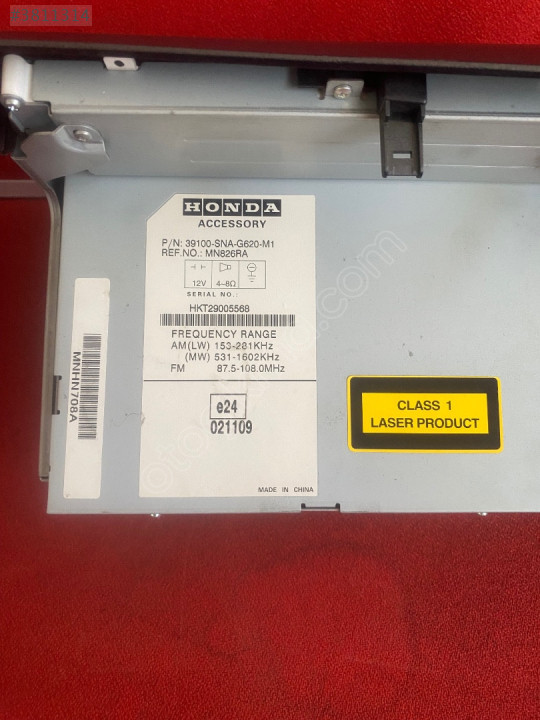 HONDA
ACCESSORY
P/N: 39100-SNA-G620-M1
REF.NO.: MN826RA
12V 4~8Ω
SERIAL NO.:
HKT29005568
FREQUENCY RANGE
AM(LW) 153-281KHz
(MW) 531-1602KHz
FM 87.5-108.0MHz
e24
021109
MADE IN CHINA
MNHN708A
CLASS 1
LASER PRODUCT